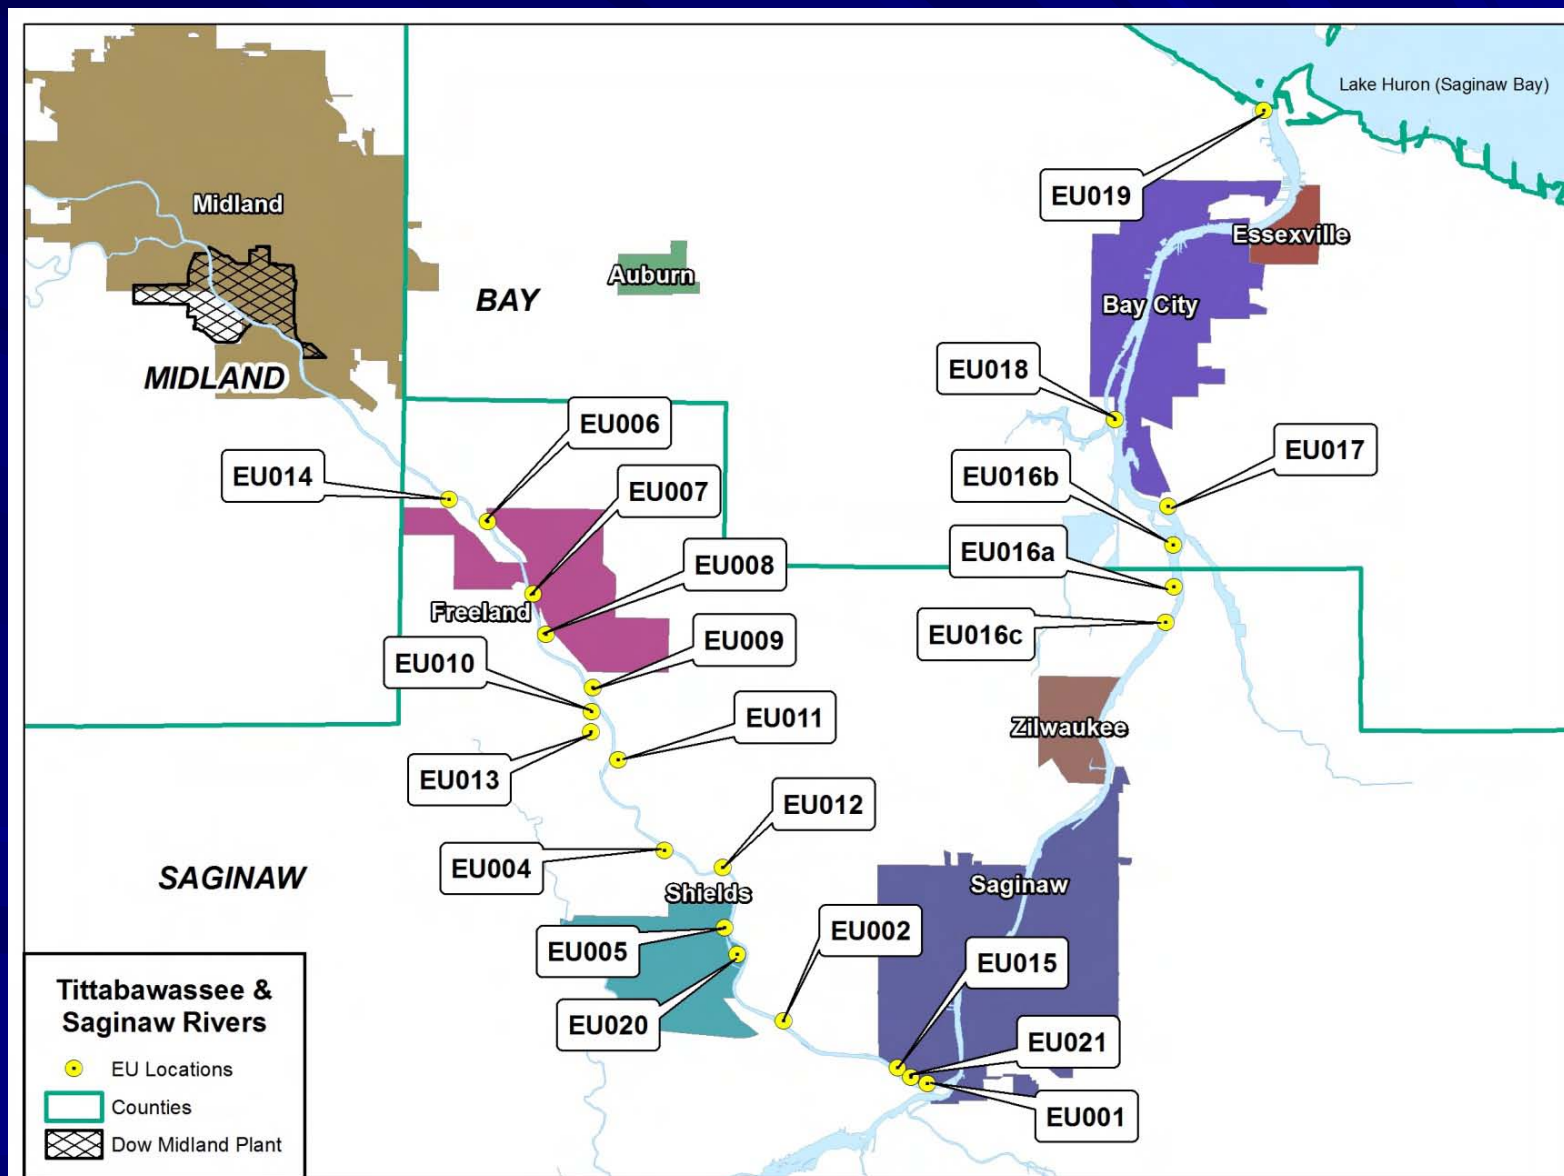 Lake Huron (Saginaw Bay)
EU019
Midland
Essexville
Auburn
BAY
Bay City
MIDLAND
EU018
EU006
EU014
EU007
EU016b
EU017
EU008
EU016a
Freeland
EU009
EU016c
EU010
EU011
Zilwaukee
EU013
EU012
EU004
SAGINAW
Shields
Saginaw
EU005
EU002
EU015
EU020
EU021
EU001
Tittabawassee &
Saginaw Rivers
EU Locations
Counties
Dow Midland Plant